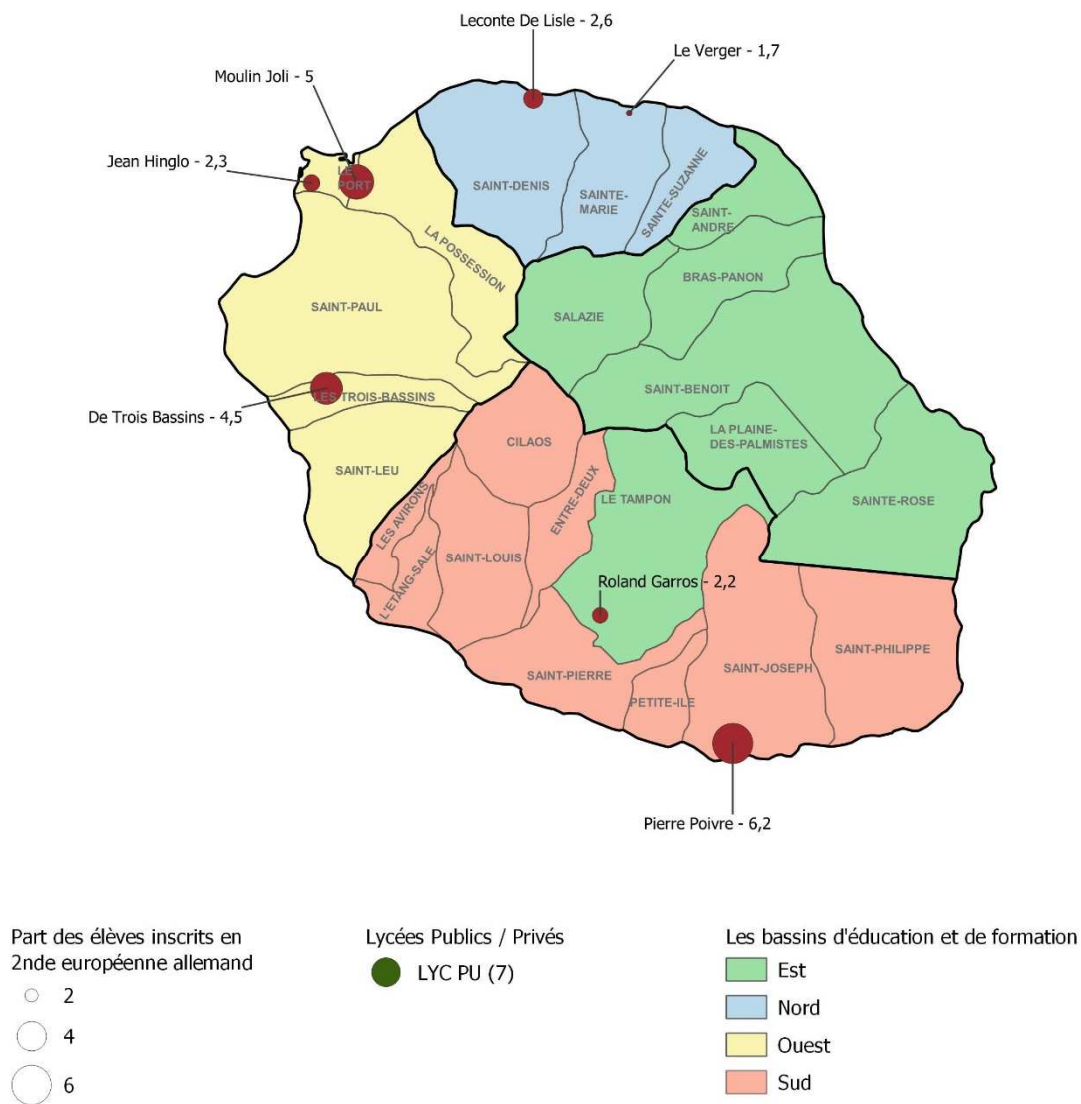 Leconte De Lisle - 2,6
Le Verger - 1,7
Moulin Joli - 5
Jean Hinglo - 2,3
LE
PORT
SAINT-DENIS
SAINTE-
MARIE
SAINTE-SUZANNE
SAINT-
ANDRE
LA POSSESSION
BRAS-PANON
SAINT-PAUL
SALAZIE
SAINT-BENOIT
LES TROIS-BASSINS
De Trois Bassins - 4,5
LA PLAINE-
DES-PALMISTES
CILAOS
SAINT-LEU
ENTRE-DEUX
LE TAMPON
SAINTE-ROSE
LES AVIRONS
SAINT-LOUIS
L'ETANG-SALE
Roland Garros - 2,2
SAINT-PIERRE
SAINT-JOSEPH
SAINT-PHILIPPE
PETITE-ILE
Pierre Poivre - 6,2
Part des élèves inscrits en
2nde européenne allemand
2
4
6
Lycées Publics / Privés
LYC PU (7)
Les bassins d'éducation et de formation
Est
Nord
Ouest
Sud